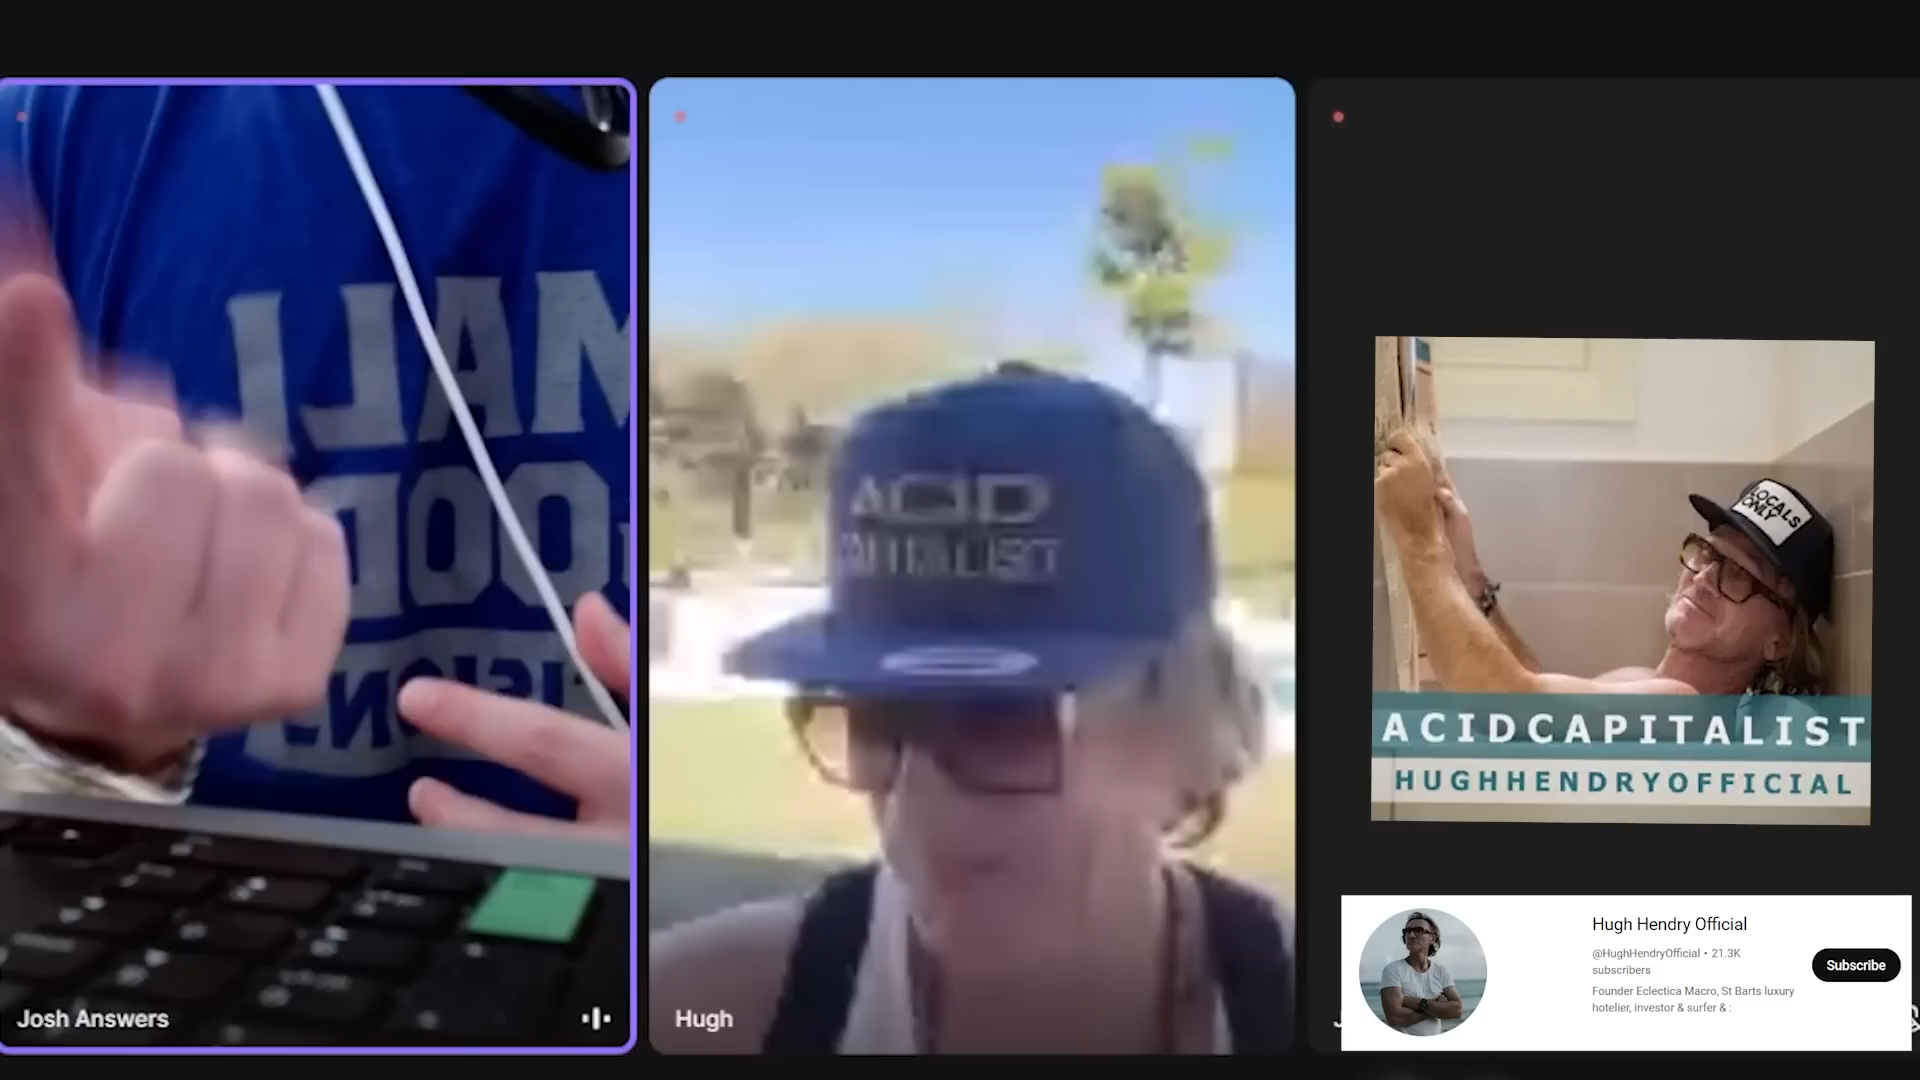 Josh Answers
ACID
CAPITALIST
Hugh
LOCALS
ONLY
ACIDCAPITALIST
HUGHHENDRYOFFICIAL
Hugh Hendry Official
@HughHendryOfficial • 21.3K
subscribers
Founder Eclectica Macro, St Barts luxury
hotelier, investor & surfer & :
Subscribe